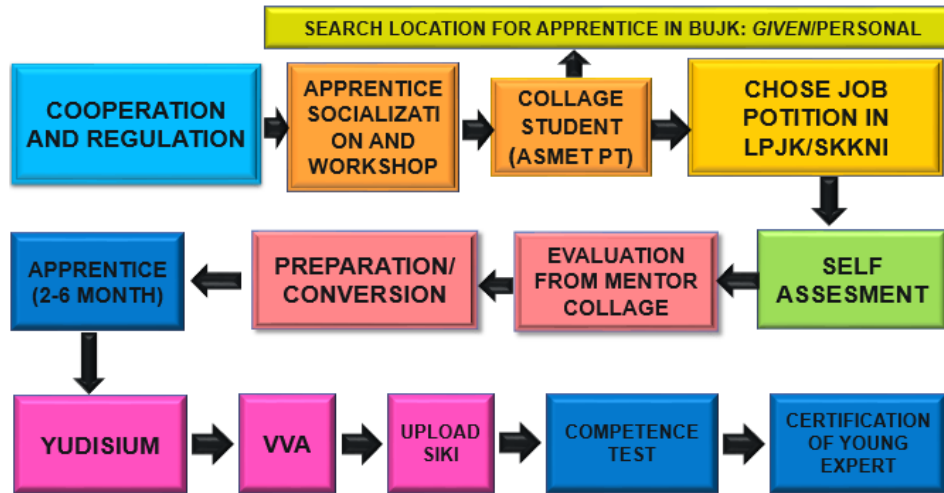 SEARCH LOCATION FOR APPRENTICE IN BUJK: GIVEN/PERSONAL
COOPERATION
AND REGULATION
APPRENTICE
SOCIALIZATI
ON AND
WORKSHOP
COLLAGE
STUDENT
(ASMET PT)
CHOSE JOB
POTITION IN
LPJK/SKKNI
SELF
ASSESMENT
EVALUATION
FROM MENTOR
COLLAGE
PREPARATION/
CONVERSION
APPRENTICE
(2-6 MONTH)
YUDISIUM
VVA
UPLOAD
SIKI
COMPETENCE
TEST
CERTIFICATION
OF YOUNG
EXPERT